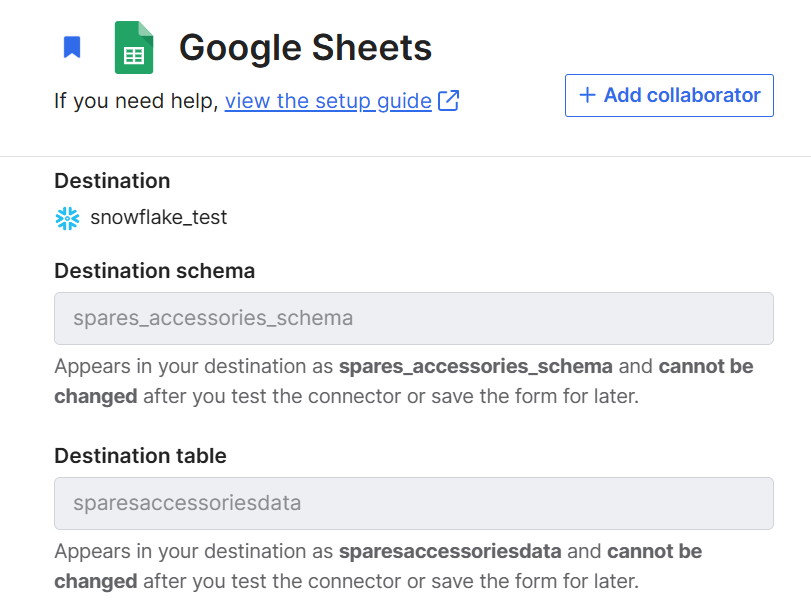 Google Sheets
If you need help, view the setup guide
+ Add collaborator
Destination
snowflake_test
Destination schema
spares_accessories_schema
Appears in your destination as spares_accessories_schema and cannot be
changed after you test the connector or save the form for later.
Destination table
sparesaccessoriesdata
Appears in your destination as sparesaccessoriesdata and cannot be
changed after you test the connector or save the form for later.